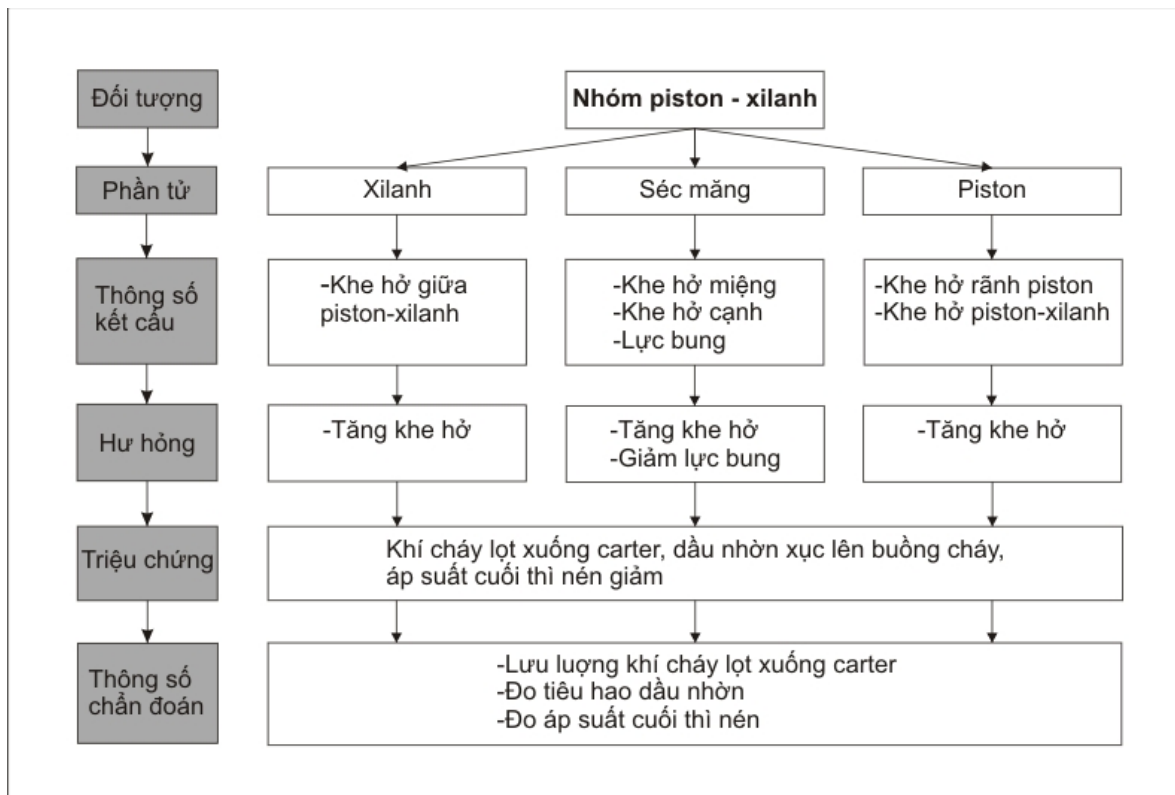 Đối tượng
Nhóm piston - xilanh
Phần tử
Xilanh
Séc măng
Piston
Thông số
kết cấu
-Khe hở giữa
piston-xilanh
-Khe hở miệng
-Khe hở cạnh
-Lực bung
-Khe hở rãnh piston
-Khe hở piston-xilanh
Hư hỏng
-Tăng khe hở
-Tăng khe hở
-Giảm lực bung
-Tăng khe hở
Triệu chứng
Khí cháy lọt xuống carter, dầu nhờn xục lên buồng cháy,
áp suất cuối thì nén giảm
Thông số
chẩn đoán
-Lưu luợng khí cháy lọt xuống carter
-Đo tiêu hao dầu nhờn
-Đo áp suất cuối thì nén